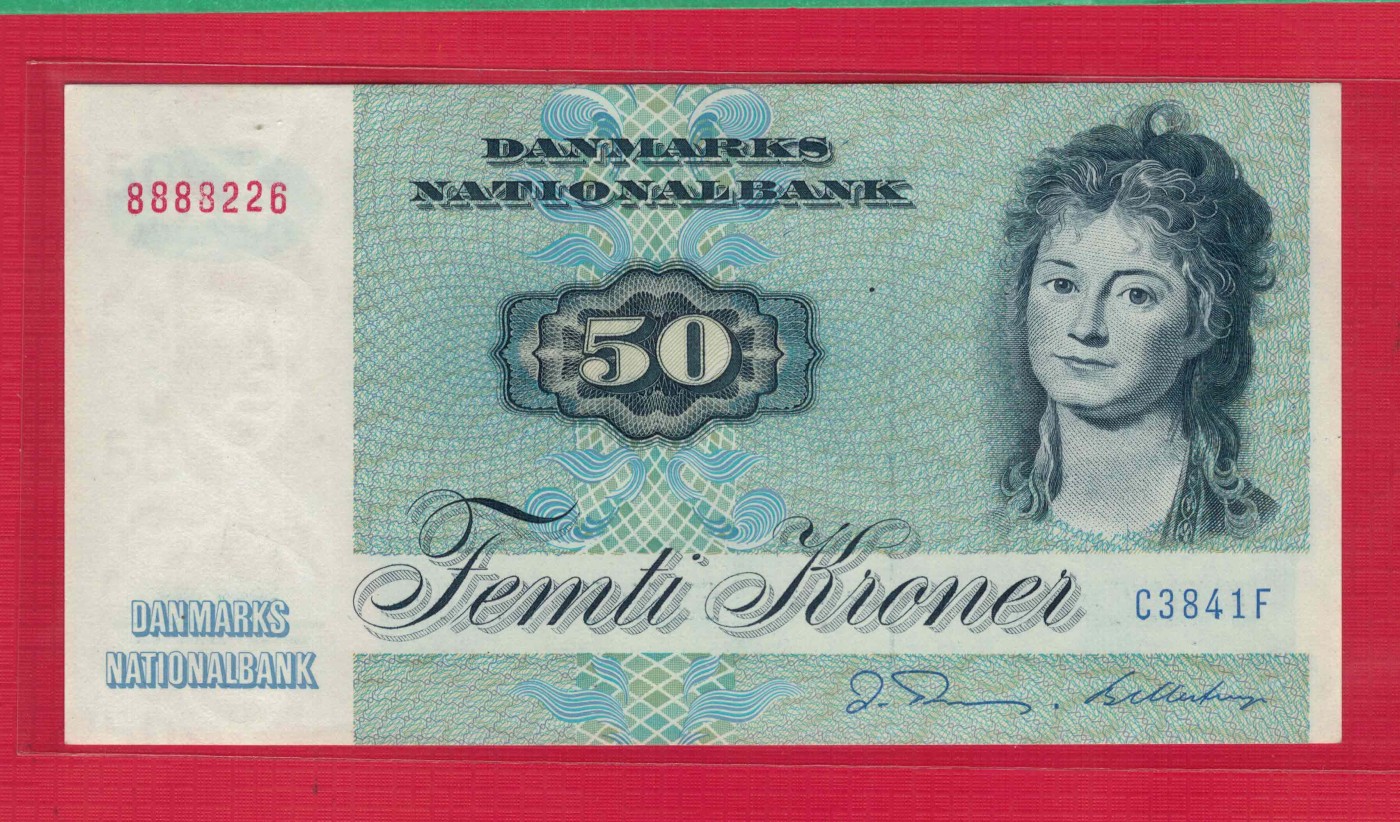 8888226
DANMARKS
NATIONALBANK
50
Femti Kroner
C3841F
DANMARKS
NATIONALBANK